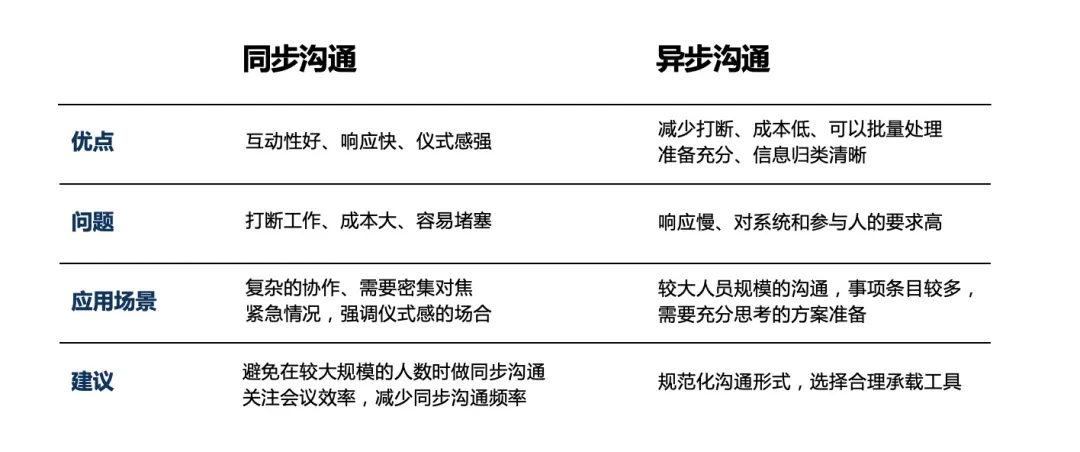 同步沟通 异步沟通
优点 互动性好、响应快、仪式感强 减少打断、成本低、可以批量处理
准备充分、信息归类清晰
问题 打断工作、成本大、容易堵塞 响应慢、对系统和参与人的要求高
应用场景 复杂的协作、需要密集对焦
紧急情况，强调仪式感的场合
较大人员规模的沟通，事项条目较多，
需要充分思考的方案准备
建议 避免在较大规模的人数时做同步沟通
关注会议效率，减少同步沟通频率
规范化沟通形式，选择合理承载工具